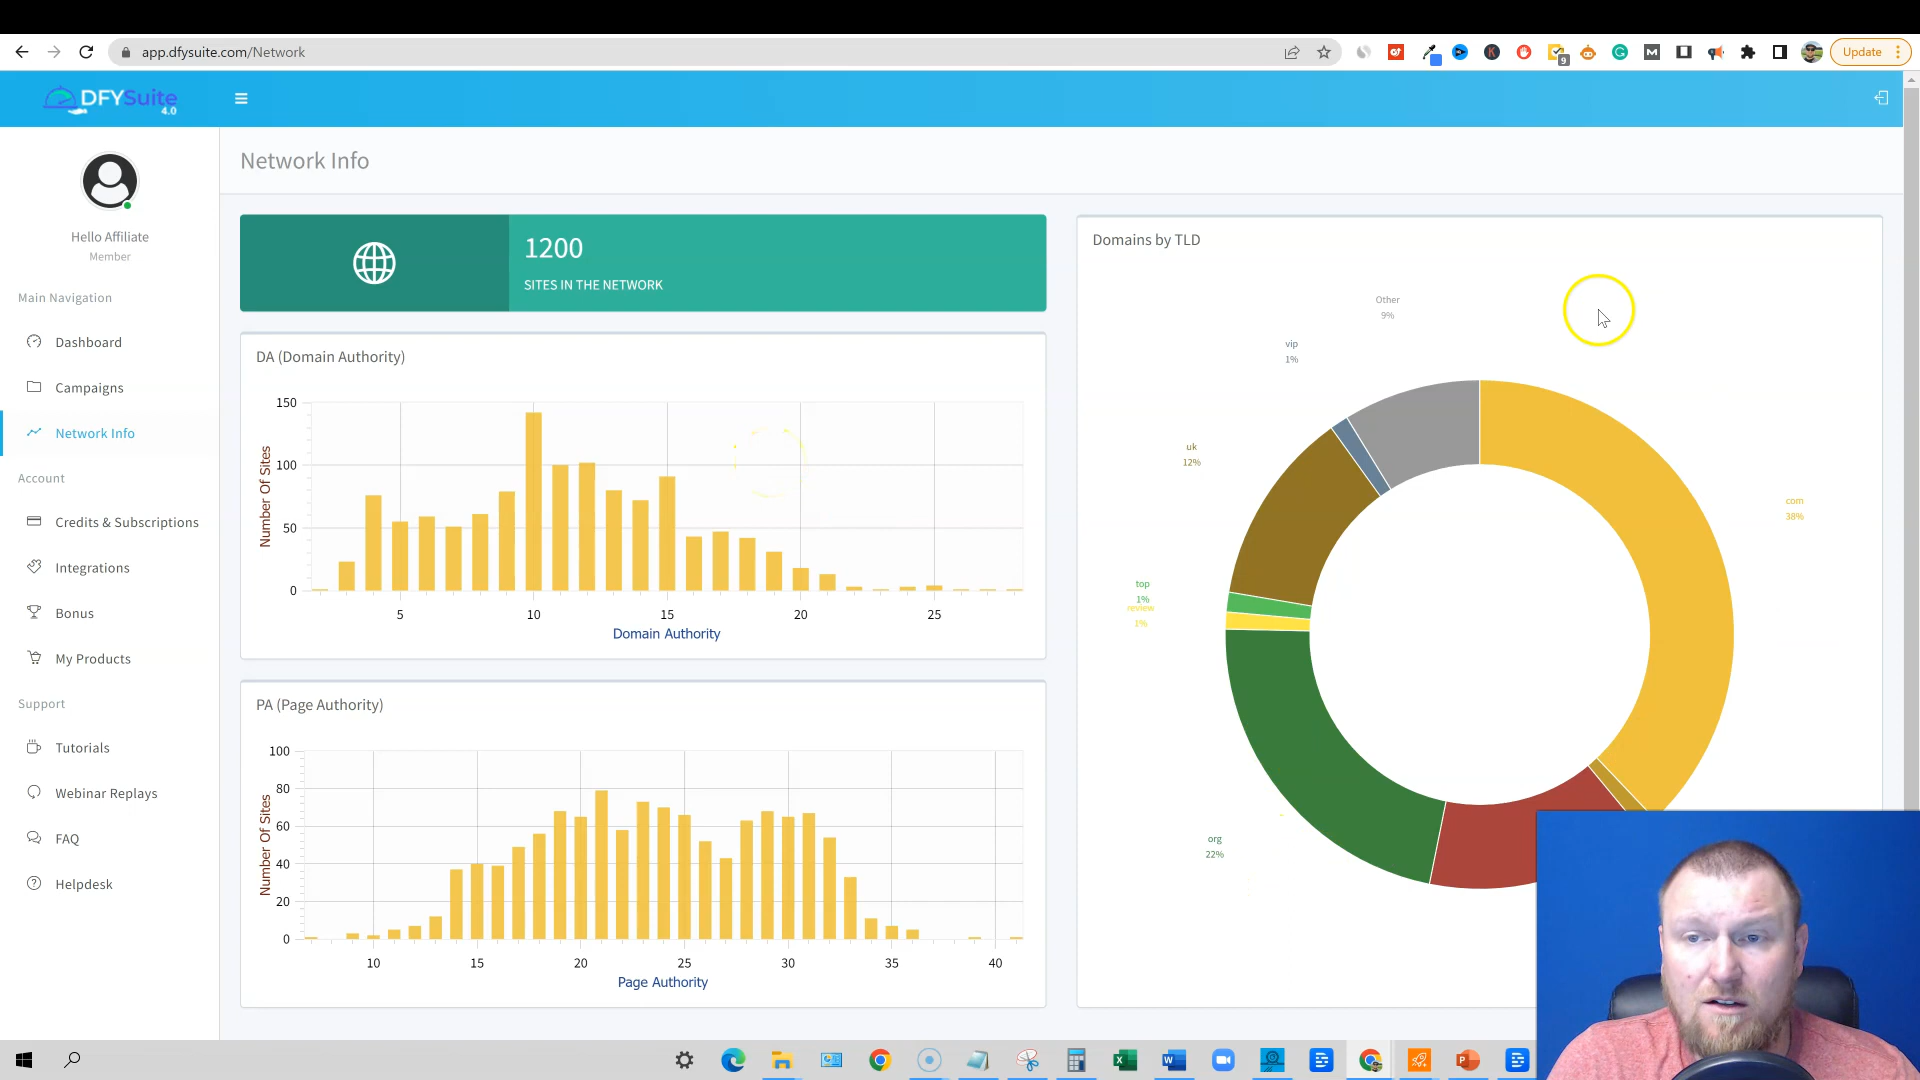 app.dfysuite.com/Network
Update
9
DFYSuite
4.0
Network Info
Hello Affiliate
Member
Main Navigation
Dashboard
Campaigns
Network Info
Account
Credits & Subscriptions
Integrations
Bonus
My Products
Support
Tutorials
Webinar Replays
FAQ
Helpdesk
1200
SITES IN THE NETWORK
DA (Domain Authority)
150
100
50
0
Number Of Sites
5
10
15
20
25
Domain Authority
PA (Page Authority)
100
80
60
40
20
0
Number Of Sites
10
15
20
25
30
35
40
Page Authority
Domains by TLD
Other
9%
vip
1%
uk
12%
com
38%
top
1%
review
1%
org
22%